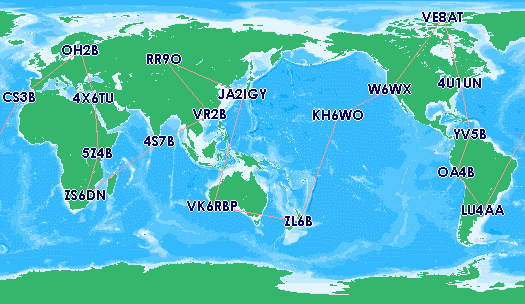 VE8AT
OH2B
RR9O
4U1UN
W6WX
CS3B
4X6TU
JA2IGY
VR2B
KH6WO
4S7B
YV5B
5Z4B
OA4B
ZS6DN
VK6RBP
LU4AA
ZL6B